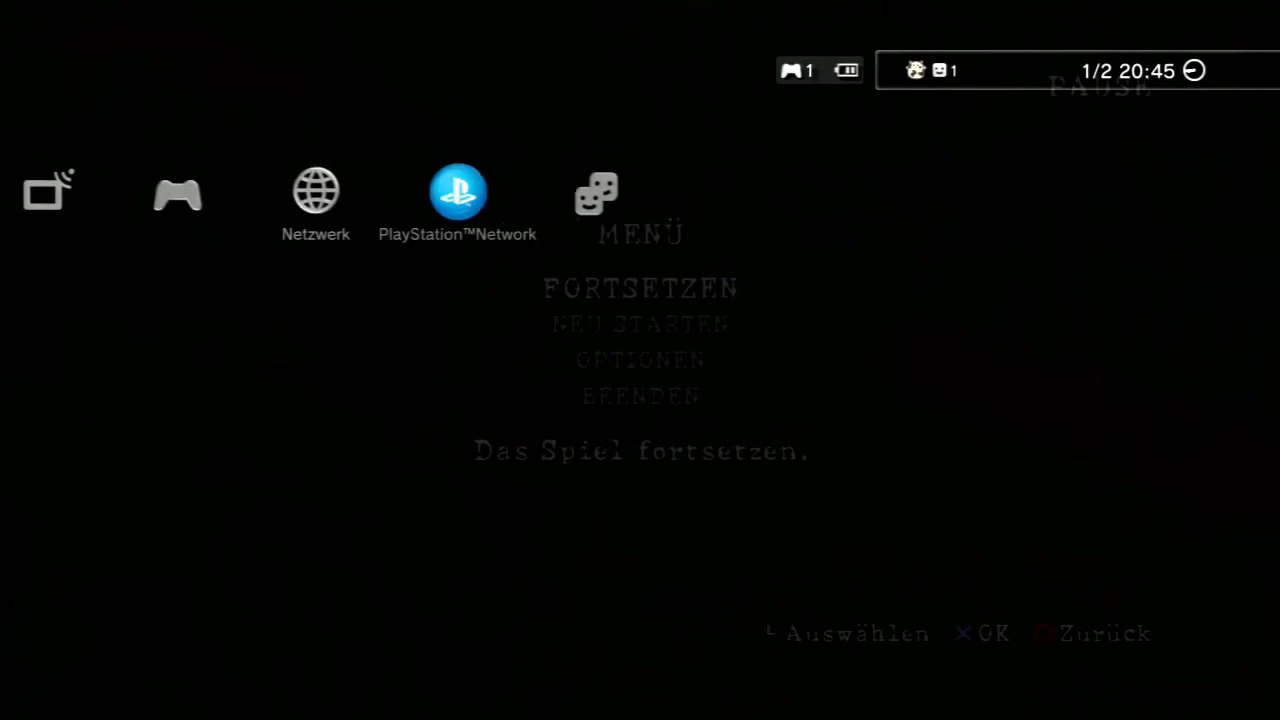 1
1
1/2 20:45
PAUSE
Netzwerk
PlayStation™Network
MENÜ
FORTSETZEN
NEU STARTEN
OPTIONEN
BEENDEN
Das Spiel fortsetzen.
L Auswählen X OK O Zurück